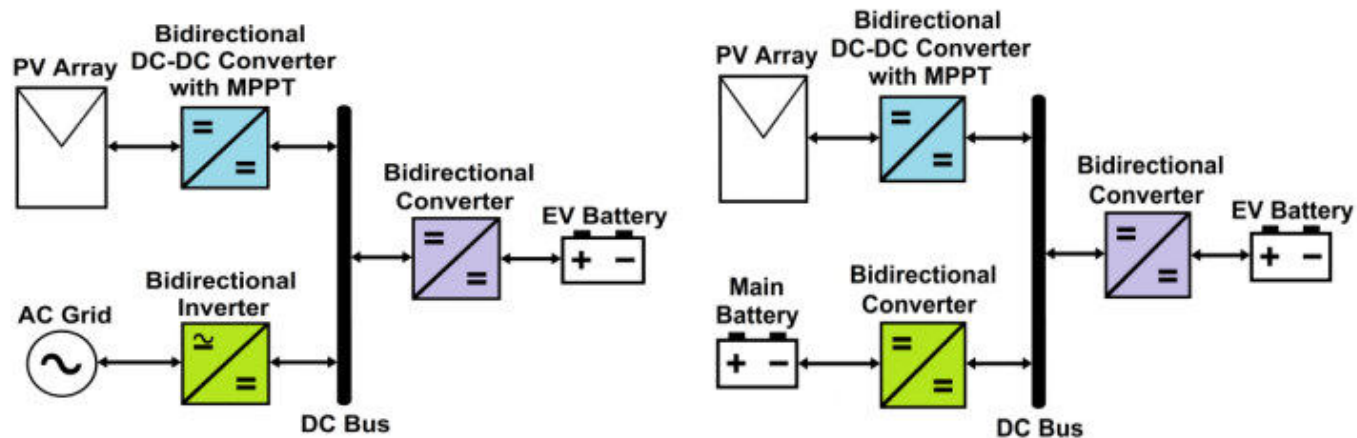 Bidirectional
DC-DC Converter
with MPPT
PV Array
Bidirectional
Converter
EV Battery
Bidirectional
Inverter
AC Grid
DC Bus
Bidirectional
DC-DC Converter
with MPPT
PV Array
Bidirectional
Converter
EV Battery
Main
Battery
Bidirectional
Converter
DC Bus